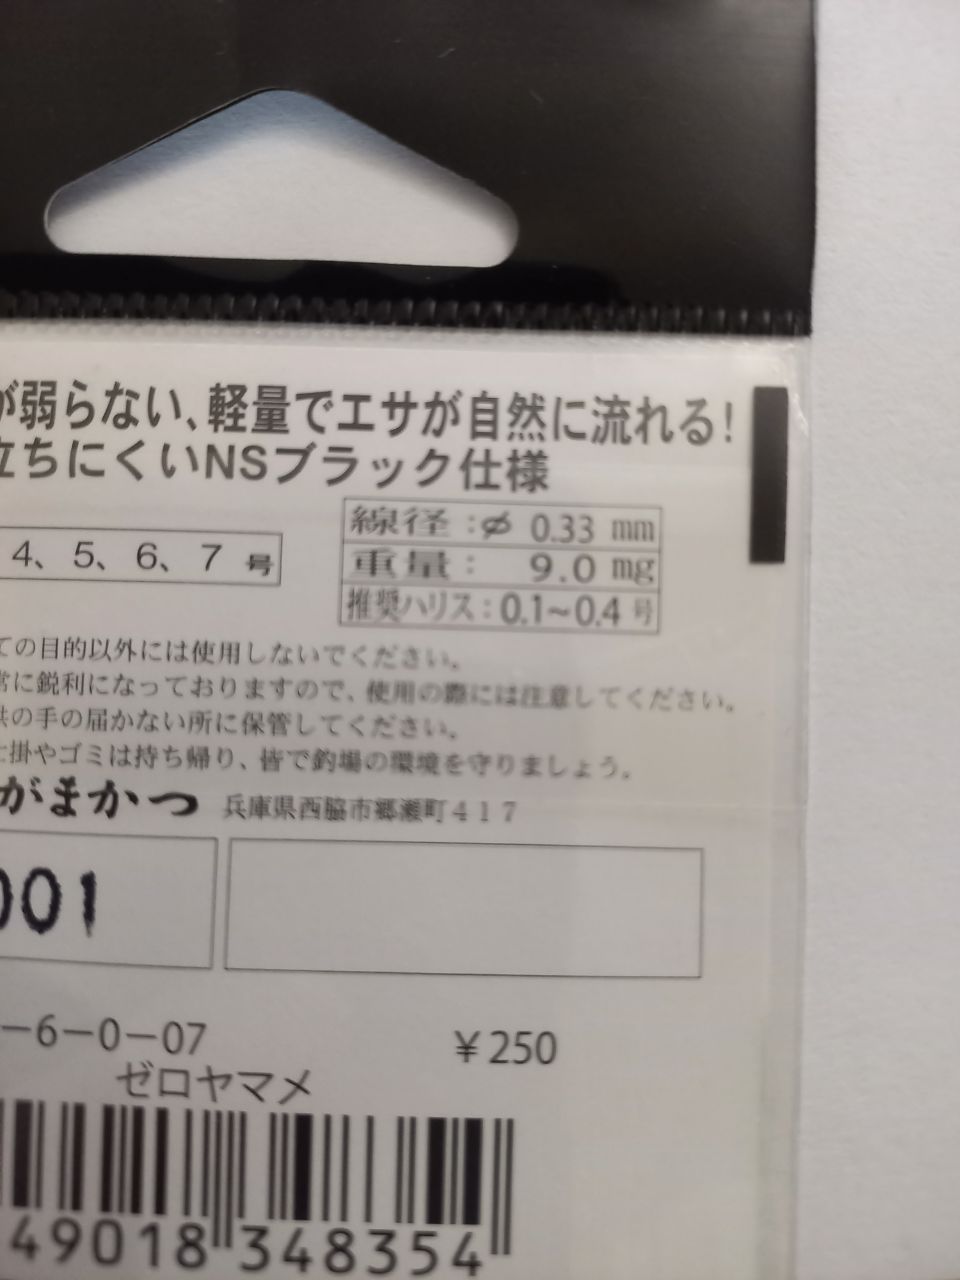 が弱らない、軽量でエサが自然に流れる！
立ちにくいNSブラック仕様
線径：φ 0.33 mm
4、5、6、7 号
重量： 9.0 mg
推奨ハリス：0.1～0.4 号
ての目的以外には使用しないでください。
常に鋭利になっておりますので、使用の際には注意してください。
供の手の届かない所に保管してください。
仕掛やゴミは持ち帰り、皆で釣場の環境を守りましょう。
がまかつ 兵庫県西脇市郷瀬町417
001
-6-0-07 ¥250
ゼロヤマメ
49018 348354